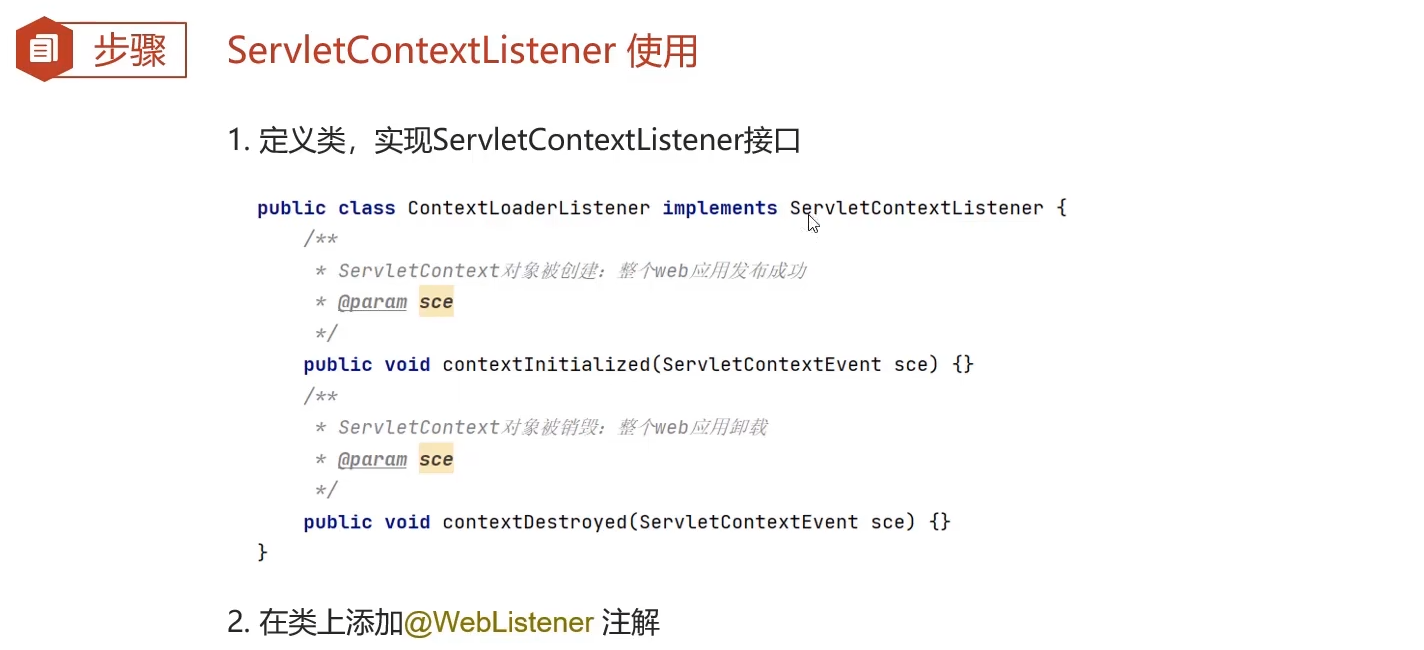 步骤
ServletContextListener 使用
1. 定义类，实现ServletContextListener接口
public class ContextLoaderListener implements ServletContextListener {
/**
* ServletContext对象被创建：整个web应用发布成功
* @param sce
*/
public void contextInitialized(ServletContextEvent sce) {}
/**
* ServletContext对象被销毁：整个web应用卸载
* @param sce
*/
public void contextDestroyed(ServletContextEvent sce) {}
}
2. 在类上添加@WebListener 注解